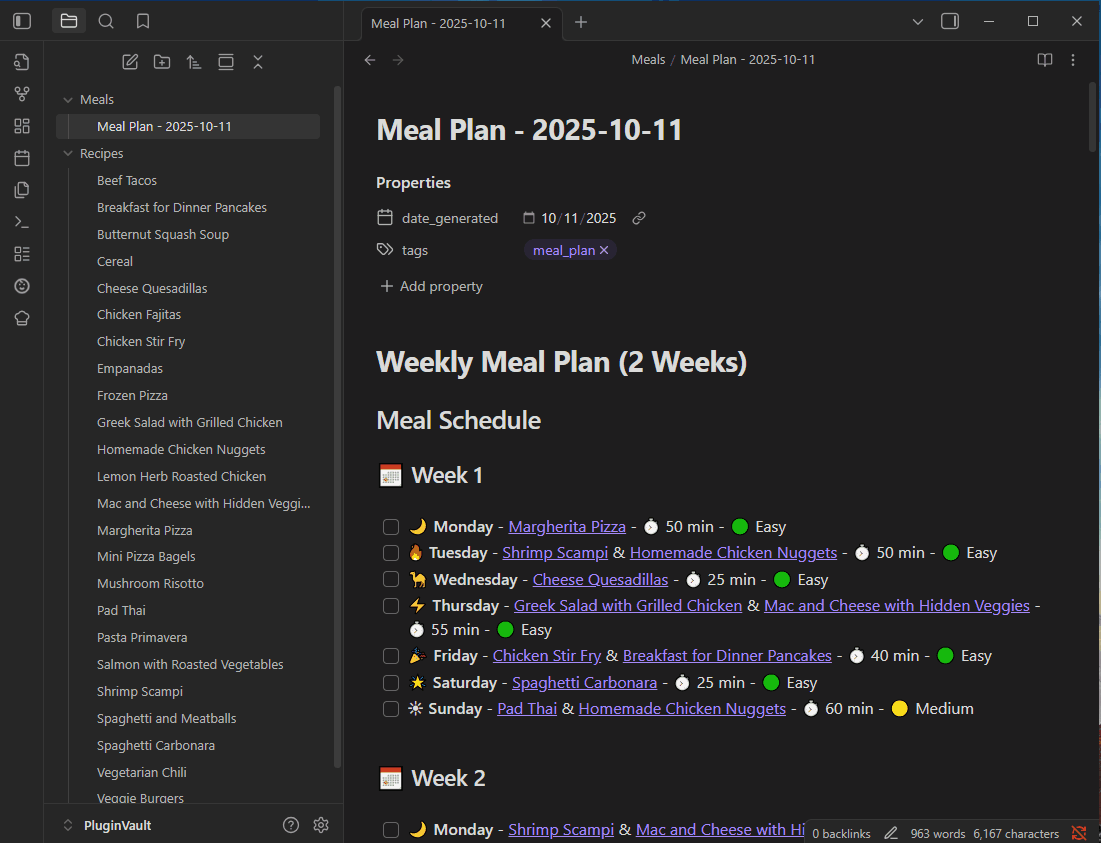 Meal Plan - 2025-10-11
Meals / Meal Plan - 2025-10-11
Meals
Meal Plan - 2025-10-11
Recipes
Beef Tacos
Breakfast for Dinner Pancakes
Butternut Squash Soup
Cereal
Cheese Quesadillas
Chicken Fajitas
Chicken Stir Fry
Empanadas
Frozen Pizza
Greek Salad with Grilled Chicken
Homemade Chicken Nuggets
Lemon Herb Roasted Chicken
Mac and Cheese with Hidden Veggi...
Margherita Pizza
Mini Pizza Bagels
Mushroom Risotto
Pad Thai
Pasta Primavera
Salmon with Roasted Vegetables
Shrimp Scampi
Spaghetti and Meatballs
Spaghetti Carbonara
Vegetarian Chili
Veggie Burgers
PluginVault
Meal Plan - 2025-10-11
Properties
date_generated 10/11/2025
tags meal_plan
Add property
Weekly Meal Plan (2 Weeks)
Meal Schedule
Week 1
Monday - Margherita Pizza - 50 min - Easy
Tuesday - Shrimp Scampi & Homemade Chicken Nuggets - 50 min - Easy
Wednesday - Cheese Quesadillas - 25 min - Easy
Thursday - Greek Salad with Grilled Chicken & Mac and Cheese with Hidden Veggies -
55 min - Easy
Friday - Chicken Stir Fry & Breakfast for Dinner Pancakes - 40 min - Easy
Saturday - Spaghetti Carbonara - 25 min - Easy
Sunday - Pad Thai & Homemade Chicken Nuggets - 60 min - Medium
Week 2
Monday - Shrimp Scampi & Mac and Cheese with Hi
0 backlinks 963 words 6,167 characters